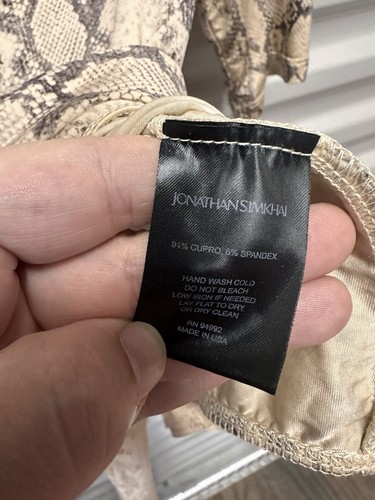 JONATHAN SIMKHAI
94% CUPRO, 6% SPANDEX
HAND WASH COLD
DO NOT BLEACH
LOW IRON IF NEEDED
LAY FLAT TO DRY
OR DRY CLEAN
RN 94992
MADE IN USA